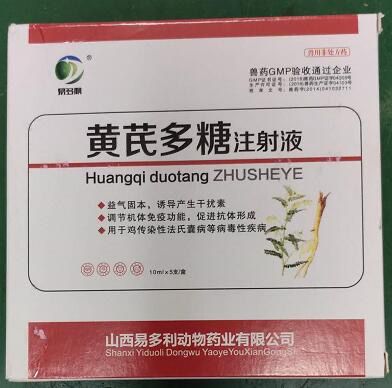 兽用非处方药
®
易多利
兽药GMP验收通过企业
黄芪多糖注射液
Huangqi duotang ZHUSHEYE
益气固本，诱导产生干扰素
调节机体免疫功能，促进抗体形成
用于鸡传染性法氏囊病等病毒性疾病
10ml×5支/盒
山西易多利动物药业有限公司
Shanxi Yiduoli Dongwu YaoyeYouXianGongSi